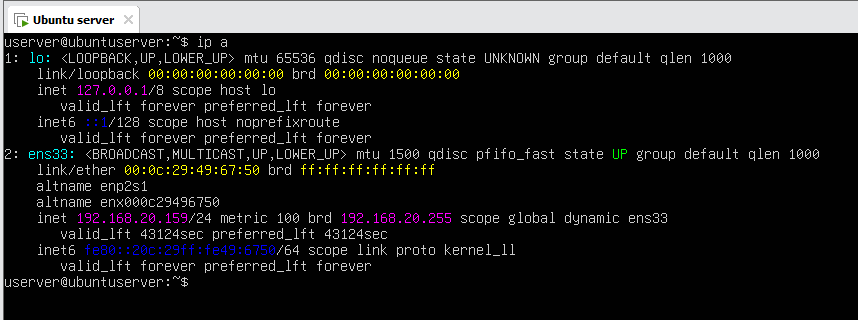 Ubuntu server
userver@ubuntuserver:~$ ip a
1: lo: <LOOPBACK,UP,LOWER_UP> mtu 65536 qdisc noqueue state UNKNOWN group default qlen 1000
link/loopback 00:00:00:00:00:00 brd 00:00:00:00:00:00
inet 127.0.0.1/8 scope host lo
valid_lft forever preferred_lft forever
inet6 ::1/128 scope host noprefixroute
valid_lft forever preferred_lft forever
2: ens33: <BROADCAST,MULTICAST,UP,LOWER_UP> mtu 1500 qdisc pfifo_fast state UP group default qlen 1000
link/ether 00:0c:29:49:67:50 brd ff:ff:ff:ff:ff:ff
altname enp2s1
altname enx000c29496750
inet 192.168.20.159/24 metric 100 brd 192.168.20.255 scope global dynamic ens33
valid_lft 43124sec preferred_lft 43124sec
inet6 fe80::20c:29ff:fe49:6750/64 scope link proto kernel_ll
valid_lft forever preferred_lft forever
userver@ubuntuserver:~$